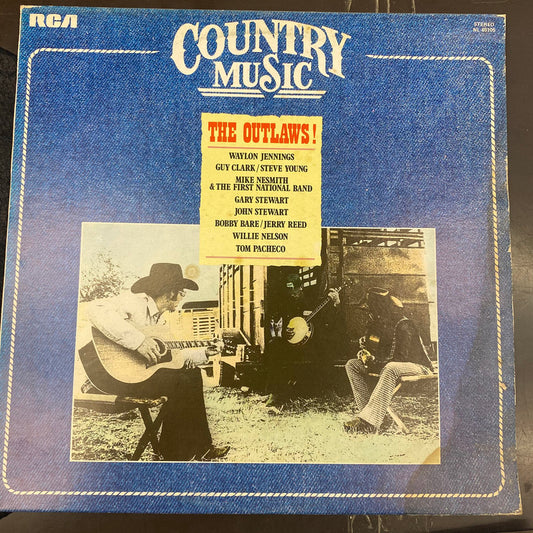 RCA
STEREO
COUNTRY
MUSIC
THE OUTLAWS!
WAYLON JENNINGS
GUY CLARK/STEVE YOUNG
MIKE NESMITH
& THE FIRST NATIONAL BAND
GARY STEWART
JOHN STEWART
BOBBY BARE/JERRY REED
WILLIE NELSON
TOM PACHECO